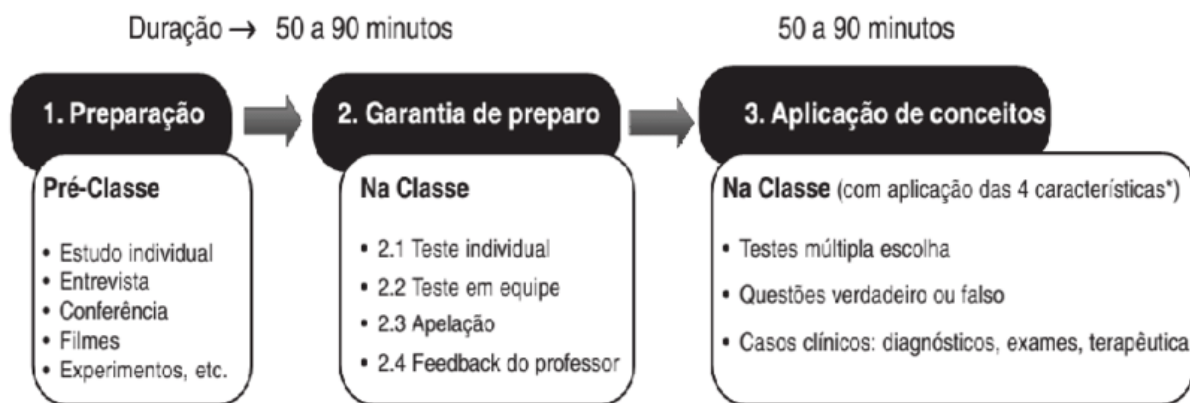 Duração → 50 a 90 minutos
50 a 90 minutos
1. Preparação
2. Garantia de preparo
3. Aplicação de conceitos
Pré-Classe
• Estudo individual
• Entrevista
• Conferência
• Filmes
• Experimentos, etc.
Na Classe
• 2.1 Teste individual
• 2.2 Teste em equipe
• 2.3 Apelação
• 2.4 Feedback do professor
Na Classe (com aplicação das 4 características*)
• Testes múltipla escolha
• Questões verdadeiro ou falso
• Casos clínicos: diagnósticos, exames, terapêutica